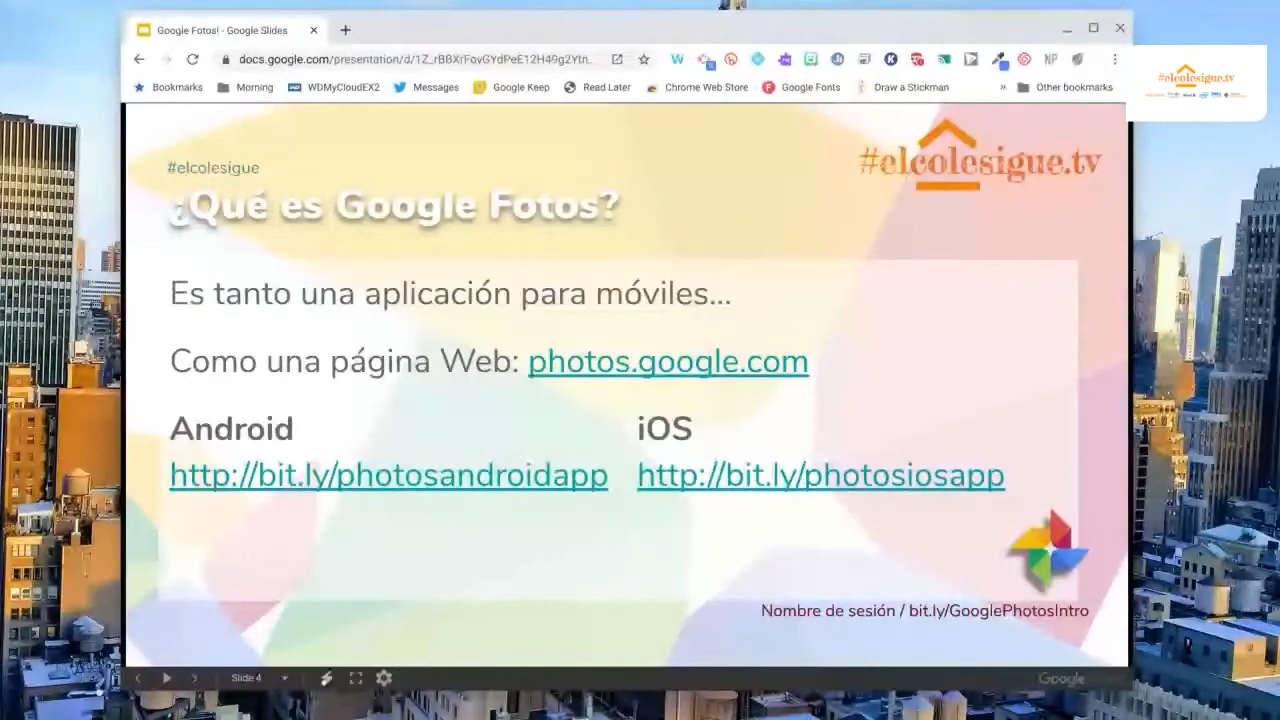 Google Fotos! - Google Slides
docs.google.com/presentation/d/1Z_rBBXrFovGYdPeE12H49g2Ytn...
Bookmarks
Morning
WDMyCloudEX2
Messages
Google Keep
Read Later
Chrome Web Store
Google Fonts
Draw a Stickman
»
Other bookmarks
#elcolesigue.tv
#elcolesigue
#elcolesigue.tv
¿Qué es Google Fotos?
Es tanto una aplicación para móviles...
Como una página Web: photos.google.com
Android
iOS
http://bit.ly/photosandroidapp
http://bit.ly/photosiosapp
Nombre de sesión / bit.ly/GooglePhotosIntro
Slide 4
Google